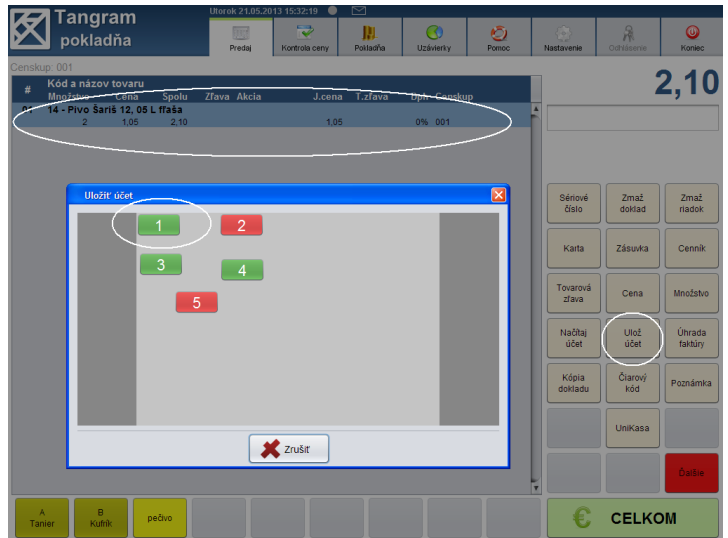 Tangram
pokladňa
Utorok 21.05.2013 15:32:19
Predaj
Kontrola ceny
Pokladňa
Uzávierky
Pomoc
Nastavenie
Odhlásenie
Koniec
Censkup: 001
# Kód a názov tovaru
Množstvo Cena Spolu Zľava Akcia J.cena T.zľava Dph Censkup
01 14 - Pivo Šariš 12, 05 L fľaša
2 1,05 2,10 1,05 0% 001
2,10
Uložiť účet
1
2
3
4
5
Zrušiť
Sériové číslo
Zmaž doklad
Zmaž riadok
Karta
Zásuvka
Cenník
Tovarová zľava
Cena
Množstvo
Načítaj účet
Ulož účet
Úhrada faktúry
Kópia dokladu
Čiarový kód
Poznámka
UniKasa
Ďalšie
A Tanier
B Kufrík
pečivo
€ CELKOM